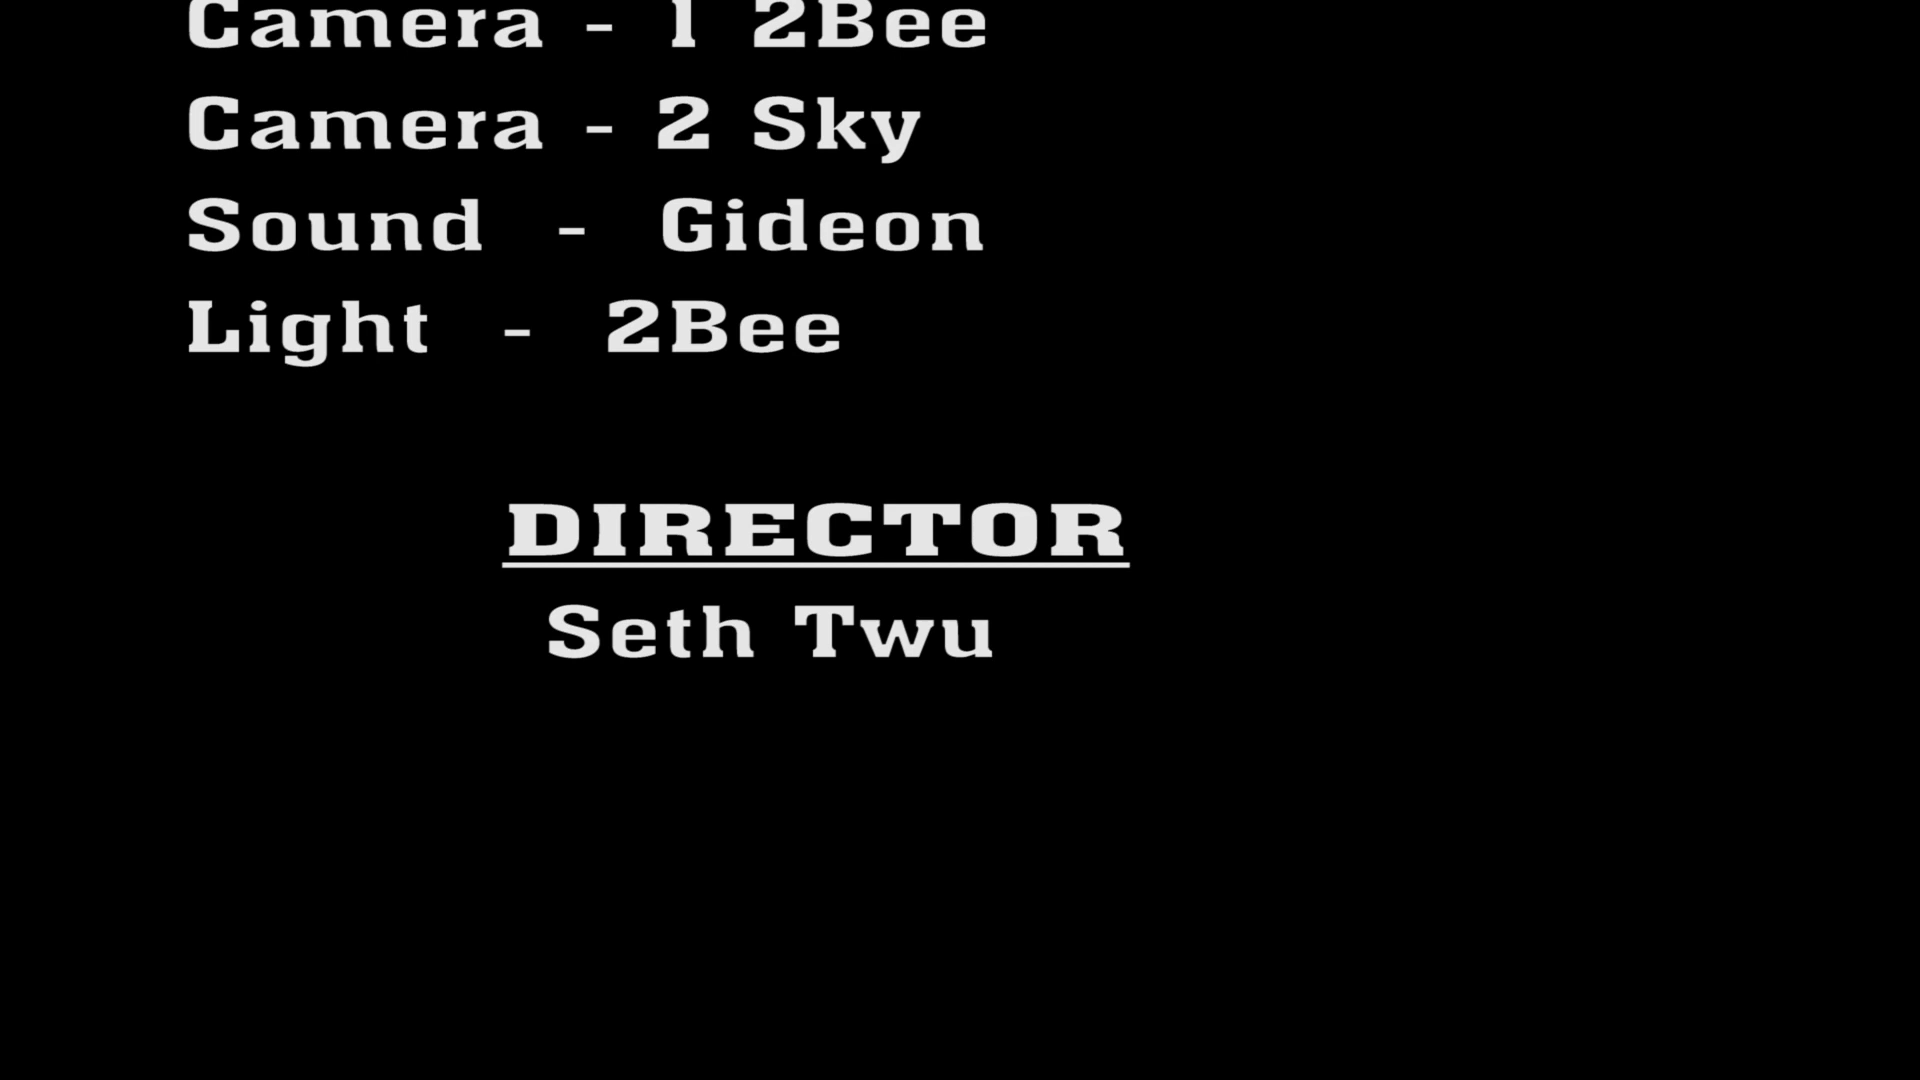 Camera - 1 2Bee
Camera - 2 Sky
Sound - Gideon
Light - 2Bee
DIRECTOR
Seth Twu